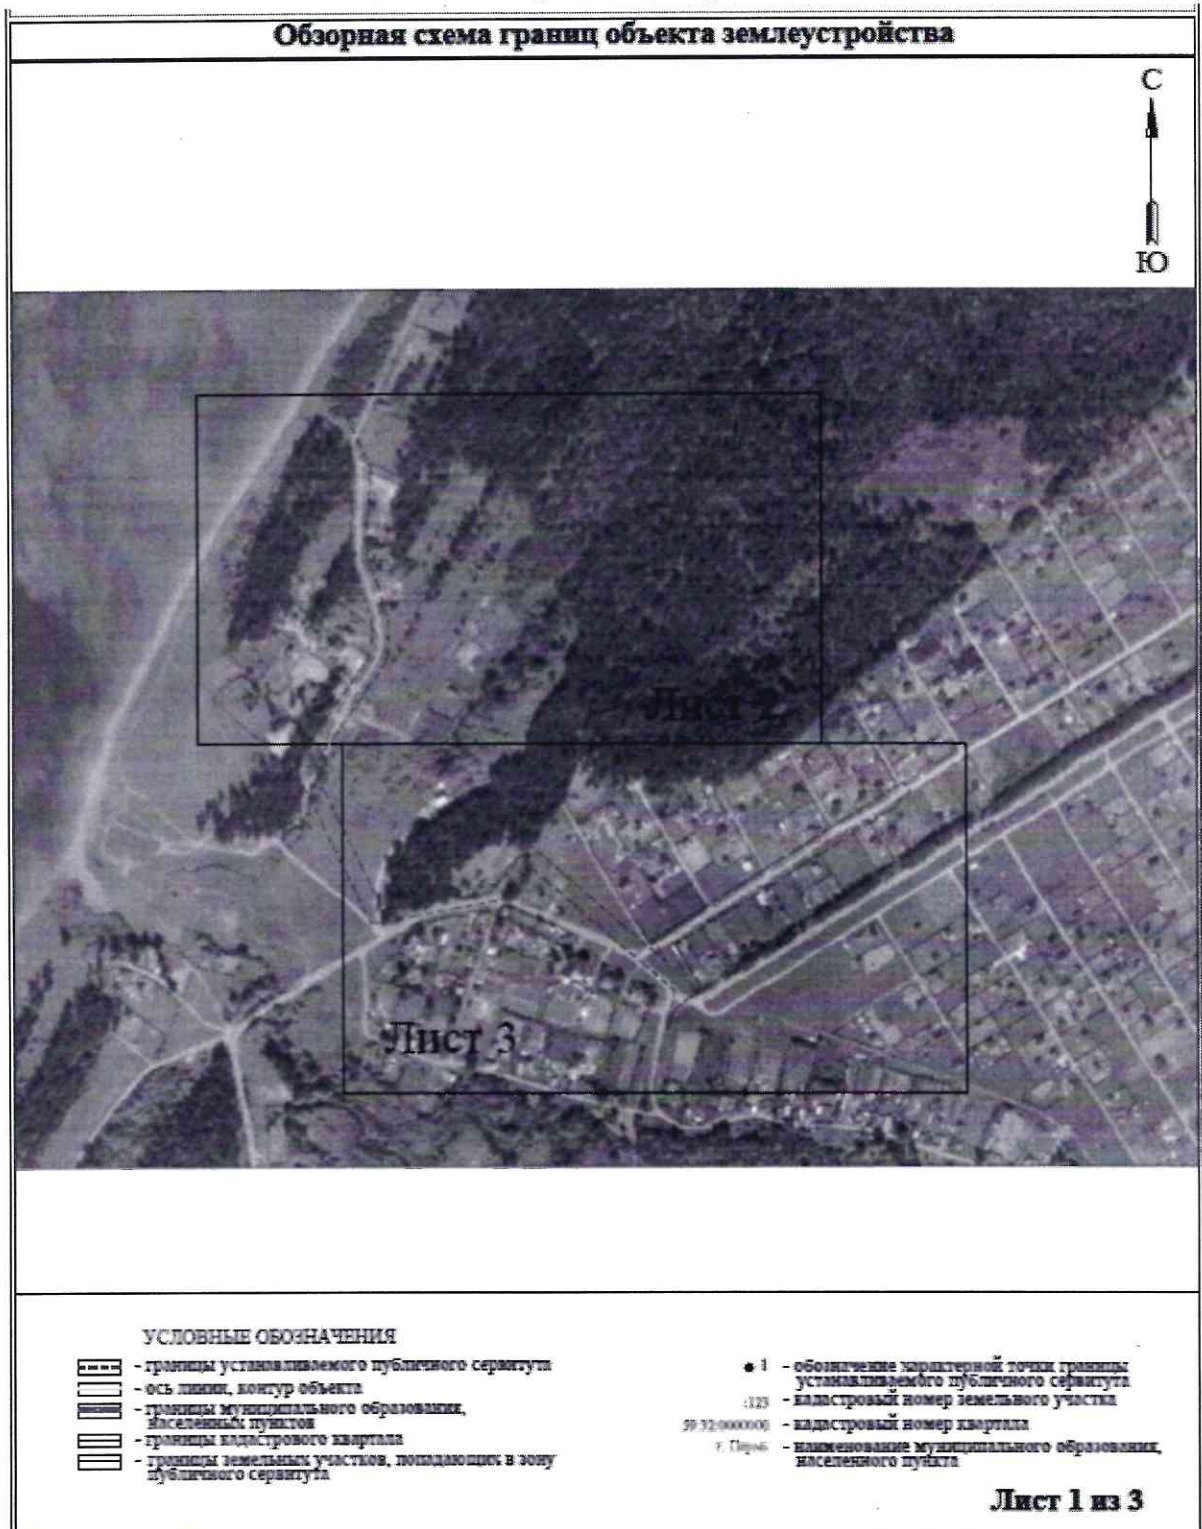 Обзорная схема границ объекта землеустройства
С
Ю
Лист 2
Лист 3
УСЛОВНЫЕ ОБОЗНАЧЕНИЯ
- границы устанавливаемого публичного сервитута
- ось линии, контур объекта
- границы муниципального образования,
населенных пунктов
- границы кадастрового квартала
- границы земельных участков, попадающих в зону
публичного сервитута
1 - обозначение характерной точки границы
устанавливаемого публичного сервитута
:123 - кадастровый номер земельного участка
59:32:0000000 - кадастровый номер квартала
г. Пермь - наименование муниципального образования,
населенного пункта
Лист 1 из 3